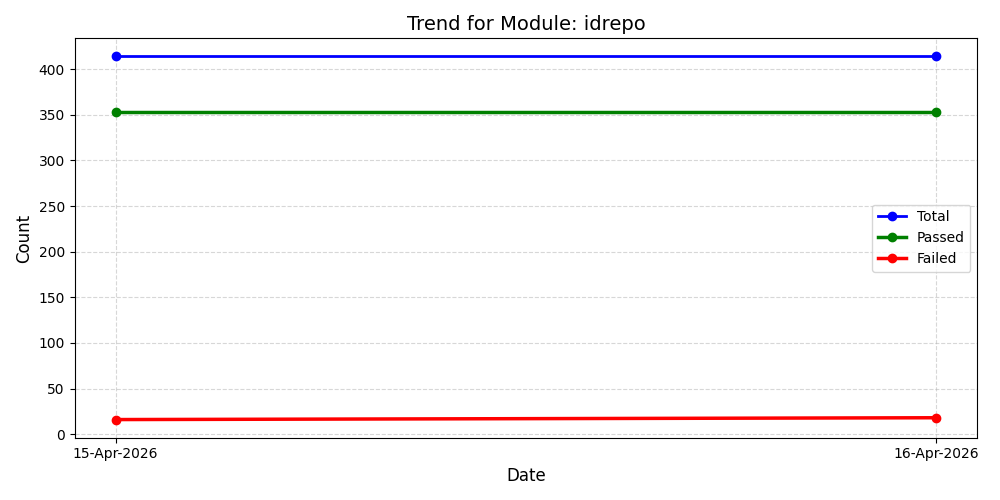 Trend for Module: idrepo
Count
400
350
300
250
200
150
100
50
0
Total
Passed
Failed
15-Apr-2026
16-Apr-2026
Date